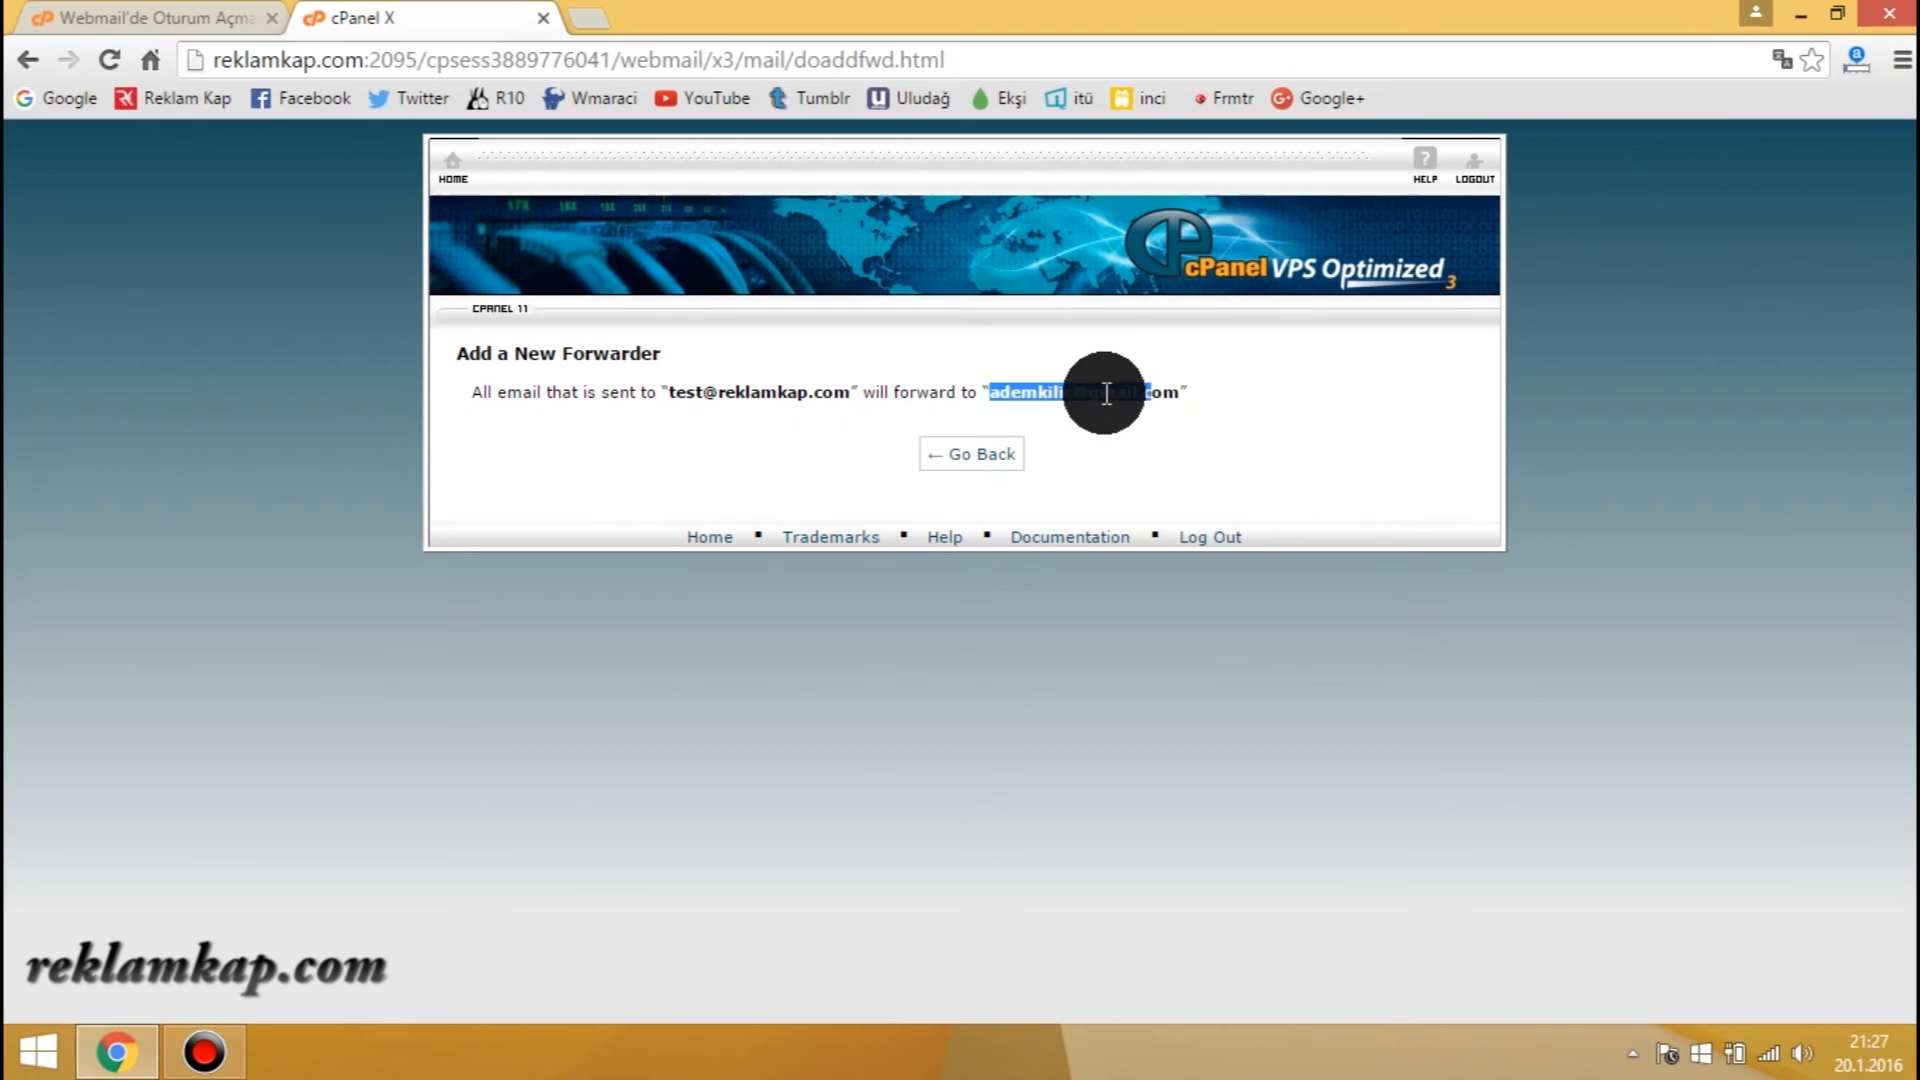 Webmail'de Oturum Açma
cPanel X
reklamkap.com:2095/cpsess3889776041/webmail/x3/mail/doaddfwd.html
Google Reklam Kap Facebook Twitter R10 Wmaraci YouTube Tumblr Uludağ Ekşi itü inci Frmtr Google+
HOME
HELP LOGOUT
cPanel VPS Optimized 3
CPANEL 11
Add a New Forwarder
All email that is sent to "test@reklamkap.com" will forward to "
← Go Back
Home ▪ Trademarks ▪ Help ▪ Documentation ▪ Log Out
reklamkap.com
21:27
20.1.2016